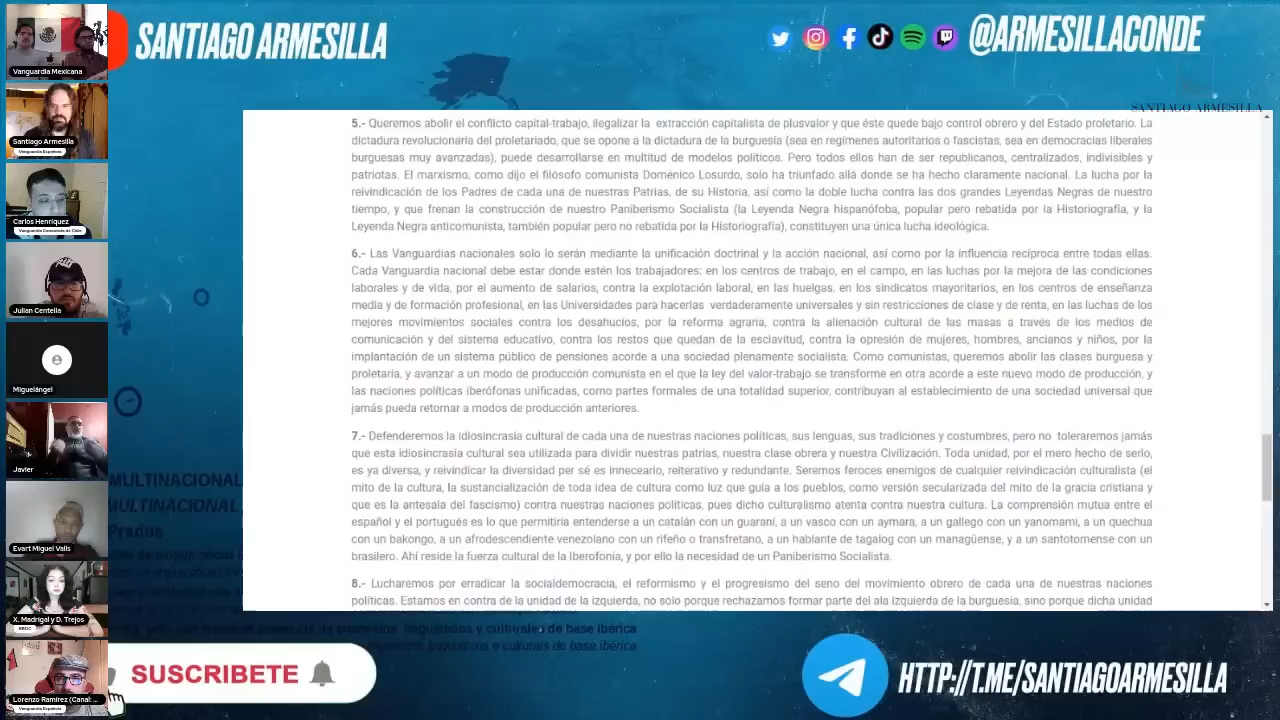 SANTIAGO ARMESILLA
@ARMESILLACONDE
SANTIAGO ARMESILLA
Vanguardia Mexicana
Santiago Armesilla
Vanguardia Española
Carlos Henriquez
Vanguardia Comunista de Chile
Julian Centella
Miguelángel
Javier
Evart Miguel Valls
X. Madrigal y D. Trejos
BROC
Lorenzo Ramírez (Canal: ...
Vanguardia Española
5.- Queremos abolir el conflicto capital-trabajo, ilegalizar la extracción capitalista de plusvalor y que éste quede bajo control obrero y del Estado proletario. La
dictadura revolucionaria del proletariado, que se opone a la dictadura de la burguesía (sea en regímenes autoritarios o fascistas, sea en democracias liberales
burguesas muy avanzadas), puede desarrollarse en multitud de modelos políticos. Pero todos ellos han de ser republicanos, centralizados, indivisibles y
patriotas. El marxismo, como dijo el filósofo comunista Doménico Losurdo, solo ha triunfado allá donde se ha hecho claramente nacional. La lucha por la
reivindicación de los Padres de cada una de nuestras Patrias, de su Historia, así como la doble lucha contra las dos grandes Leyendas Negras de nuestro
tiempo, y que frenan la construcción de nuestro Paniberismo Socialista (la Leyenda Negra hispanófoba, popular pero rebatida por la Historiografía, y la
Leyenda Negra anticomunista, también popular pero no rebatida por la Historiografía), constituyen una única lucha ideológica.
6.- Las Vanguardias nacionales solo lo serán mediante la unificación doctrinal y la acción nacional, así como por la influencia recíproca entre todas ellas.
Cada Vanguardia nacional debe estar donde estén los trabajadores: en los centros de trabajo, en el campo, en las luchas por la mejora de las condiciones
laborales y de vida, por el aumento de salarios, contra la explotación laboral, en las huelgas, en los sindicatos mayoritarios, en los centros de enseñanza
media y de formación profesional, en las Universidades para hacerlas verdaderamente universales y sin restricciones de clase y de renta, en las luchas de los
mejores movimientos sociales contra los desahucios, por la reforma agraria, contra la alienación cultural de las masas a través de los medios de
comunicación y del sistema educativo, contra los restos que quedan de la esclavitud, contra la opresión de mujeres, hombres, ancianos y niños, por la
implantación de un sistema público de pensiones acorde a una sociedad plenamente socialista. Como comunistas, queremos abolir las clases burguesa y
proletaria, y avanzar a un modo de producción comunista en el que la ley del valor-trabajo se transforme en otra acorde a este nuevo modo de producción, y
las naciones políticas iberófonas unificadas, como partes formales de una totalidad superior, contribuyan al establecimiento de una sociedad universal que
jamás pueda retornar a modos de producción anteriores.
7.- Defenderemos la idiosincrasia cultural de cada una de nuestras naciones políticas, sus lenguas, sus tradiciones y costumbres, pero no toleraremos jamás
que esta idiosincrasia cultural sea utilizada para dividir nuestras patrias, nuestra clase obrera y nuestra Civilización. Toda unidad, por el mero hecho de serlo,
es ya diversa, y reivindicar la diversidad per sé es inneceario, reiterativo y redundante. Seremos feroces enemigos de cualquier reivindicación culturalista (el
mito de la cultura, la sustancialización de toda idea de cultura como luz que guía a los pueblos, como versión secularizada del mito de la gracia cristiana y
que es la antesala del fascismo) contra nuestras naciones políticas, pues dicho culturalismo atenta contra nuestra cultura. La comprensión mutua entre el
español y el portugués es lo que permitiría entenderse a un catalán con un guaraní, a un vasco con un aymara, a un gallego con un yanomami, a un quechua
con un bakongo, a un afrodescendiente venezolano con un rifeño o transfretano, a un hablante de tagalog con un managüense, y a un santotomense con un
brasilero. Ahí reside la fuerza cultural de la Iberofonía, y por ello la necesidad de un Paniberismo Socialista.
8.- Lucharemos por erradicar la socialdemocracia, el reformismo y el progresismo del seno del movimiento obrero de cada una de nuestras naciones
políticas. Estamos en contra de la unidad de la izquierda, no solo porque rechazamos formar parte del ala izquierda de la burguesía, sino porque dicha unidad
MULTINACIONAL
MULTINACIONAL
Prados
lingüísticos y culturales de base ibérica
linguísticos e culturais de base ibérica
SUSCRIBETE
HTTP://T.ME/SANTIAGOARMESILLA